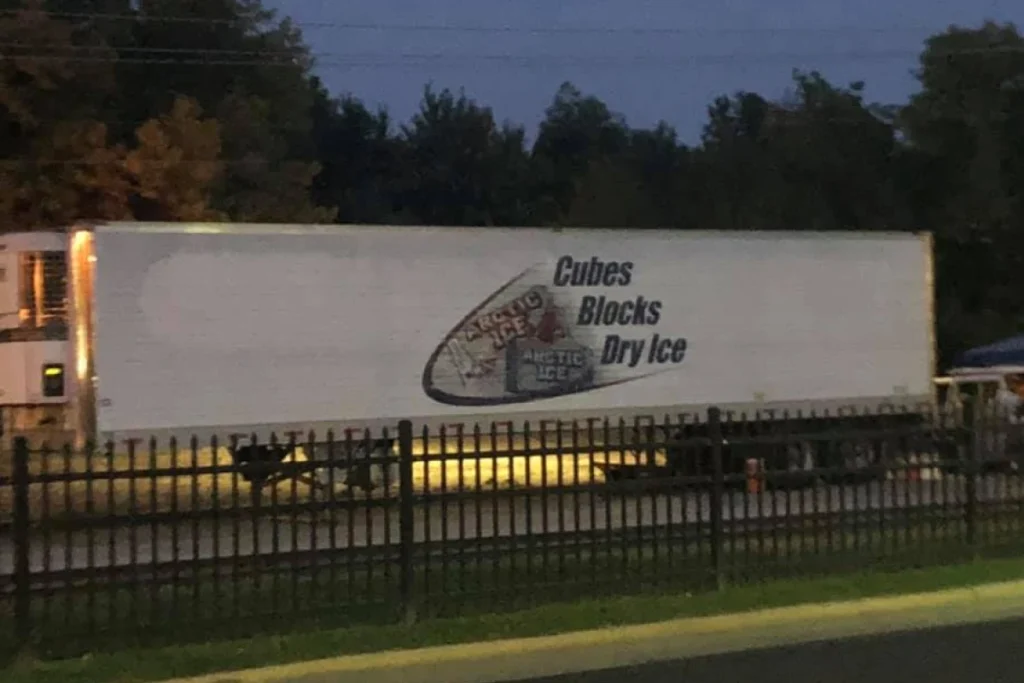 Cubes
Blocks
Dry Ice
ARCTIC
ICE
ARCTIC
ICE